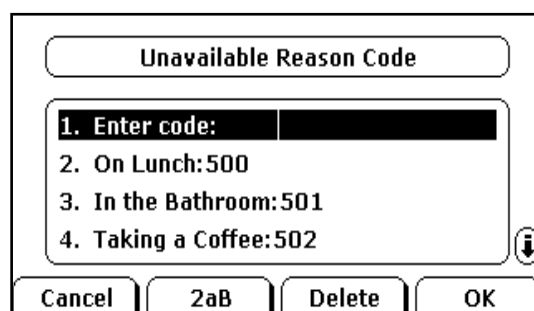 Unavailable Reason Code
1. Enter code:
2. On Lunch:500
3. In the Bathroom:501
4. Taking a Coffee:502
Cancel 2aB Delete OK